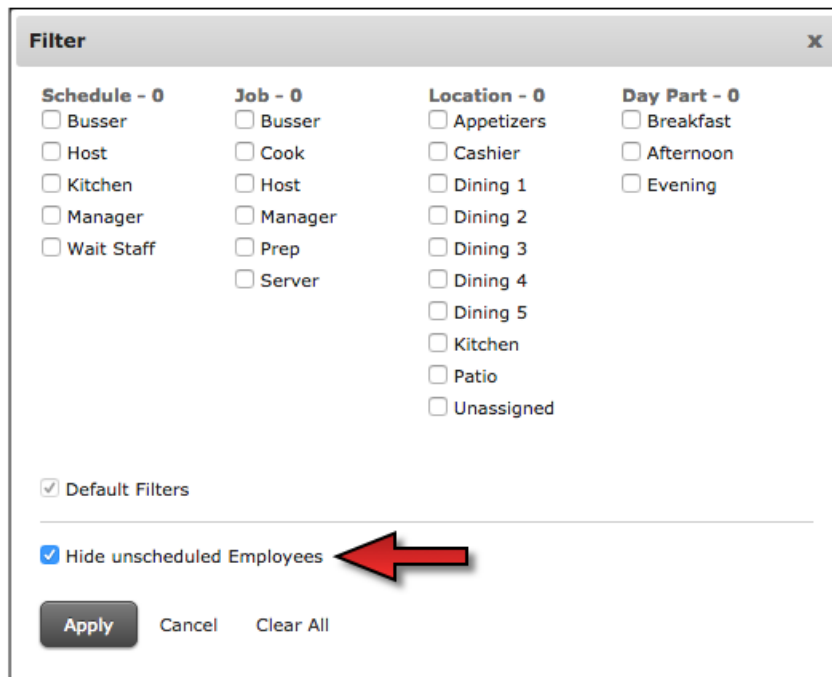 Filter x
Schedule - 0
Busser
Host
Kitchen
Manager
Wait Staff
Job - 0
Busser
Cook
Host
Manager
Prep
Server
Location - 0
Appetizers
Cashier
Dining 1
Dining 2
Dining 3
Dining 4
Dining 5
Kitchen
Patio
Unassigned
Day Part - 0
Breakfast
Afternoon
Evening
Default Filters
Hide unscheduled Employees
Apply Cancel Clear All